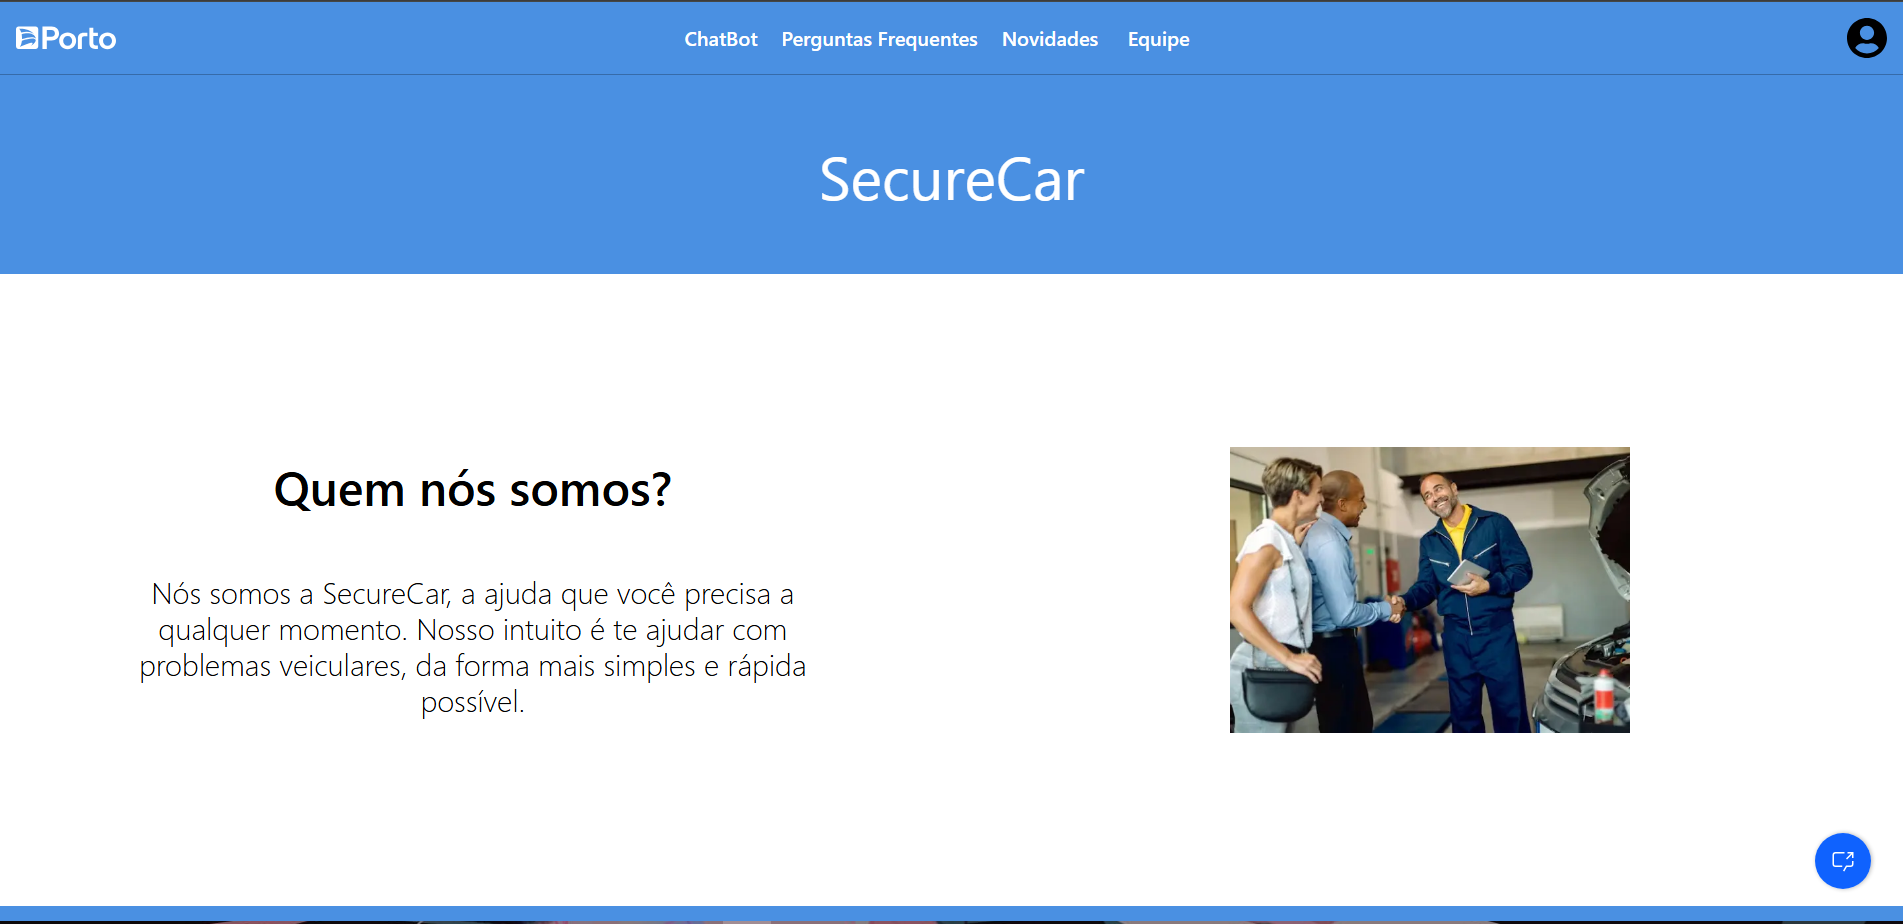 Porto
ChatBot Perguntas Frequentes Novidades Equipe
SecureCar
Quem nós somos?
Nós somos a SecureCar, a ajuda que você precisa a
qualquer momento. Nosso intuito é te ajudar com
problemas veiculares, da forma mais simples e rápida
possível.